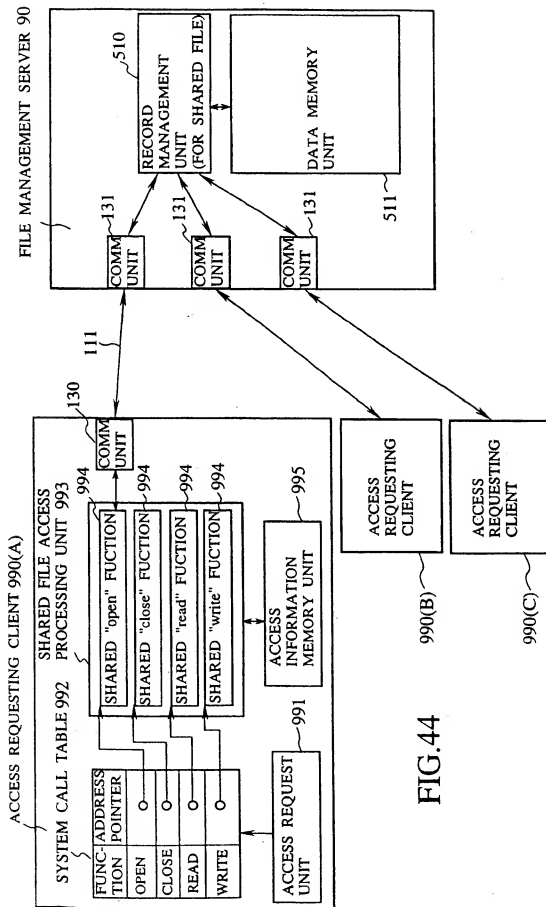 ACCESS REQUESTING CLIENT 990(A)
SYSTEM CALL TABLE 992
FUNC-
TION
ADDRESS
POINTER
OPEN
CLOSE
READ
WRITE
ACCESS REQUEST
UNIT
991
SHARED FILE ACCESS
PROCESSING UNIT 993
SHARED "open" FUCTION
994
SHARED "close" FUCTION
994
SHARED "read" FUCTION
994
SHARED "write" FUCTION
994
ACCESS
INFORMATION
MEMORY UNIT
995
COMM
UNIT
130
111
FILE MANAGEMENT SERVER 90
COMM
UNIT
131
COMM
UNIT
131
COMM
UNIT
131
RECORD
MANAGEMENT
UNIT
(FOR SHARED FILE)
510
DATA MEMORY
UNIT
511
ACCESS
REQUESTING
CLIENT
990(B)
ACCESS
REQUESTING
CLIENT
990(C)
FIG.44